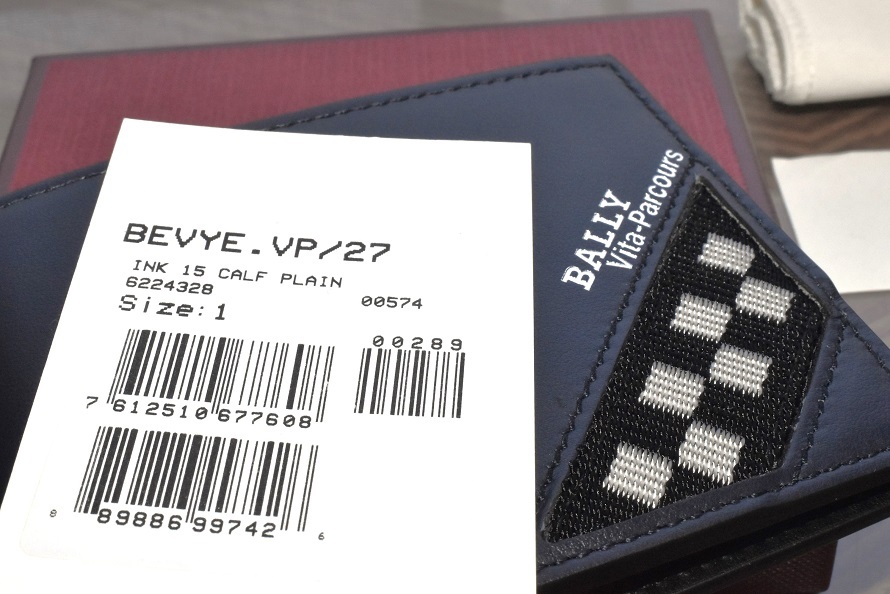 BEVYE.VP/27
INK 15 CALF PLAIN
6224328 00574
Size:1
00289
7 612510 677608
8 89886 99742 6
BALLY
Vita-Parcours